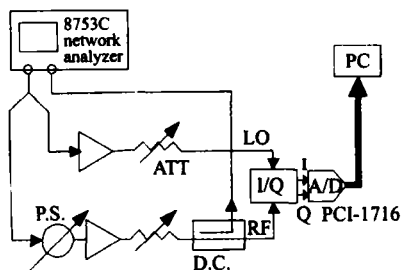 8753C
network
analyzer
PC
LO
ATT
I
I/Q
A/D
Q
PCI-1716
P.S.
RF
D.C.